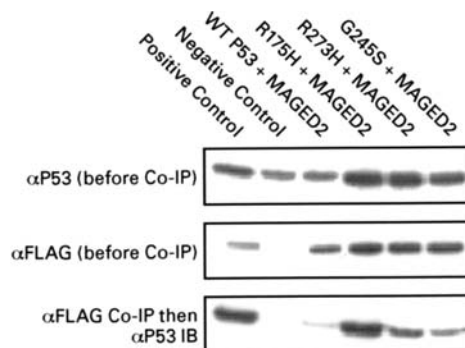 Positive Control
Negative Control
WT P53 + MAGED2
R175H + MAGED2
R273H + MAGED2
G245S + MAGED2
αP53 (before Co-IP)
αFLAG (before Co-IP)
αFLAG Co-IP then
αP53 IB